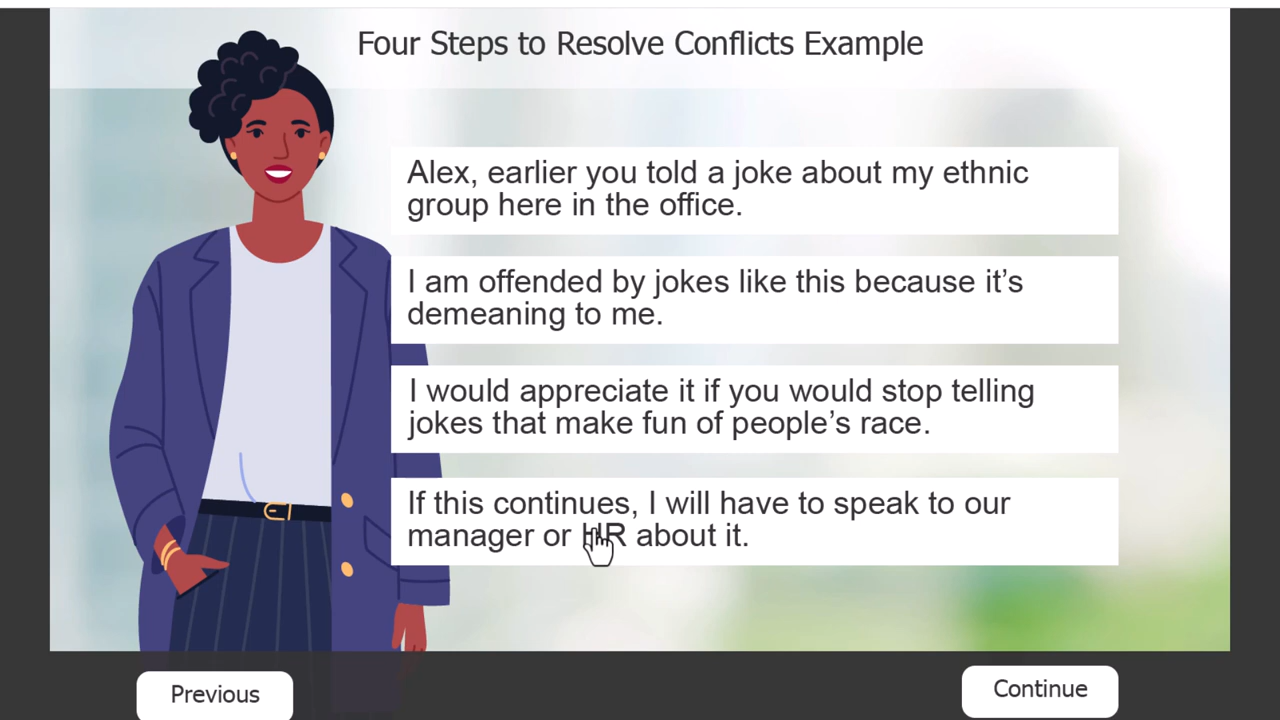 Four Steps to Resolve Conflicts Example
Alex, earlier you told a joke about my ethnic
group here in the office.
I am offended by jokes like this because it’s
demeaning to me.
I would appreciate it if you would stop telling
jokes that make fun of people’s race.
If this continues, I will have to speak to our
manager or HR about it.
Previous
Continue